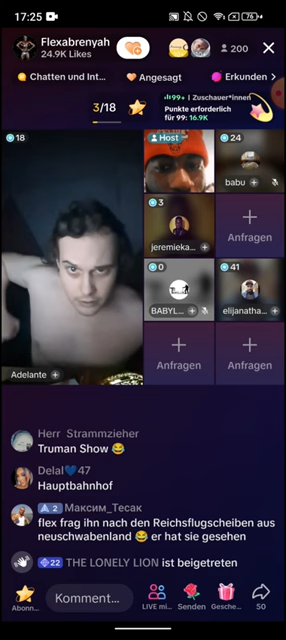 17:25
76
Flexabrenyah
24.9K Likes
200
Chatten und Int...
Angesagt
Erkunden
3/18
99+ | Zuschauer*innen
Punkte erforderlich
für 99: 16.9K
18
Host
24
babu
3
jeremieka...
Anfragen
0
BABYL...
41
elijanatha...
Adelante
Anfragen
Anfragen
Herr Strammzieher
Truman Show 😂
Delal💙47
Hauptbahnhof
2 Максим_Тесак
flex frag ihn nach den Reichsflugscheiben aus
neuschwabenland 😂 er hat sie gesehen
22 THE LONELY LION ist beigetreten
Abonn...
Komment...
LIVE mi...
Senden
Gesche...
50